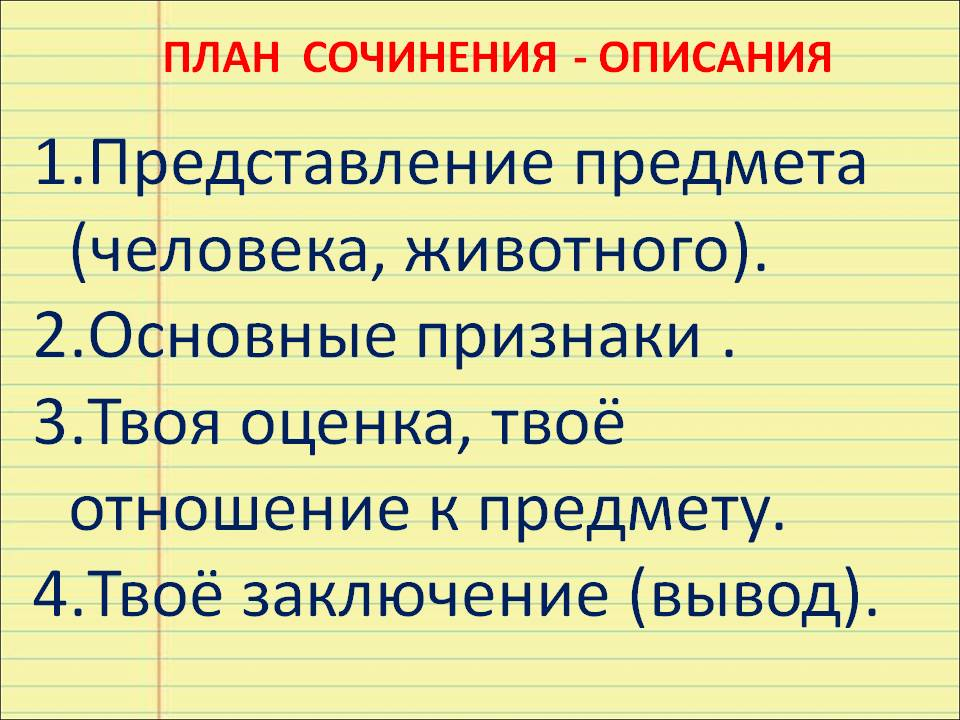 ПЛАН СОЧИНЕНИЯ - ОПИСАНИЯ
1.Представление предмета
(человека, животного).
2.Основные признаки .
3.Твоя оценка, твоё
отношение к предмету.
4.Твоё заключение (вывод).